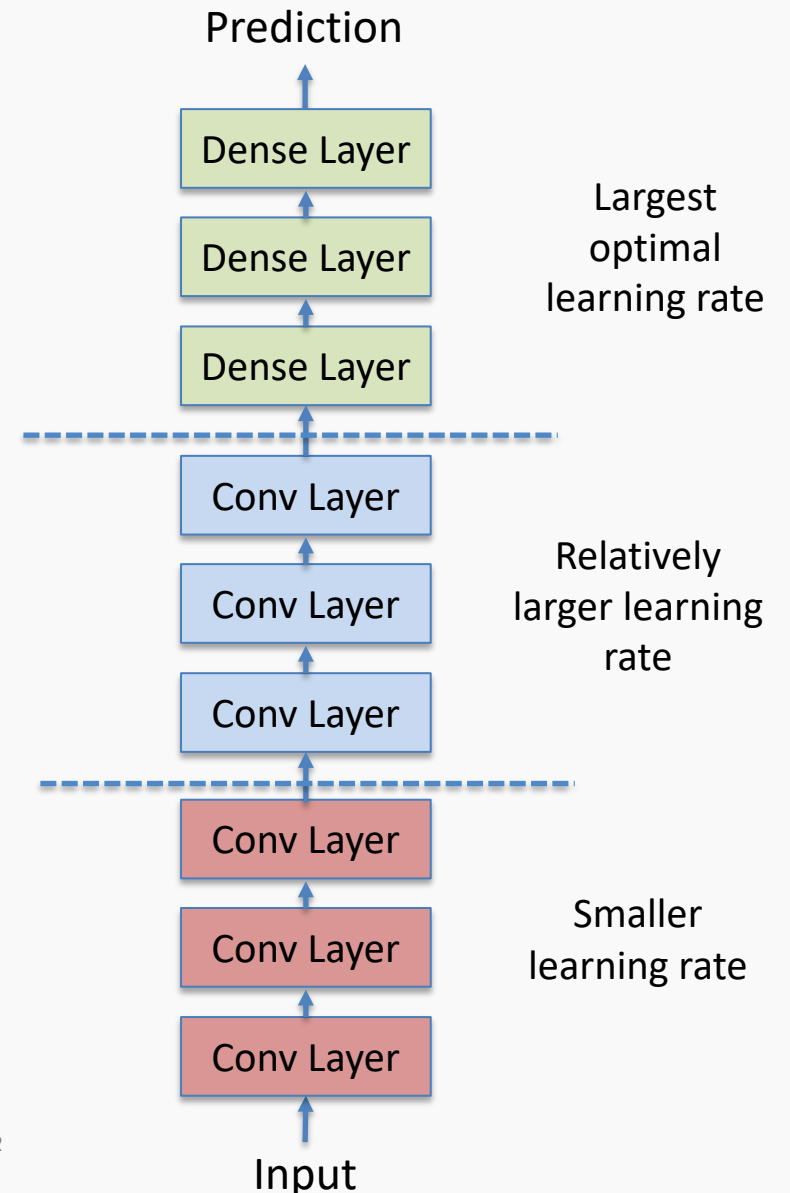 Prediction
Dense Layer
Dense Layer
Dense Layer
Largest
optimal
learning rate
Conv Layer
Conv Layer
Conv Layer
Relatively
larger learning
rate
Conv Layer
Conv Layer
Conv Layer
Smaller
learning rate
Input